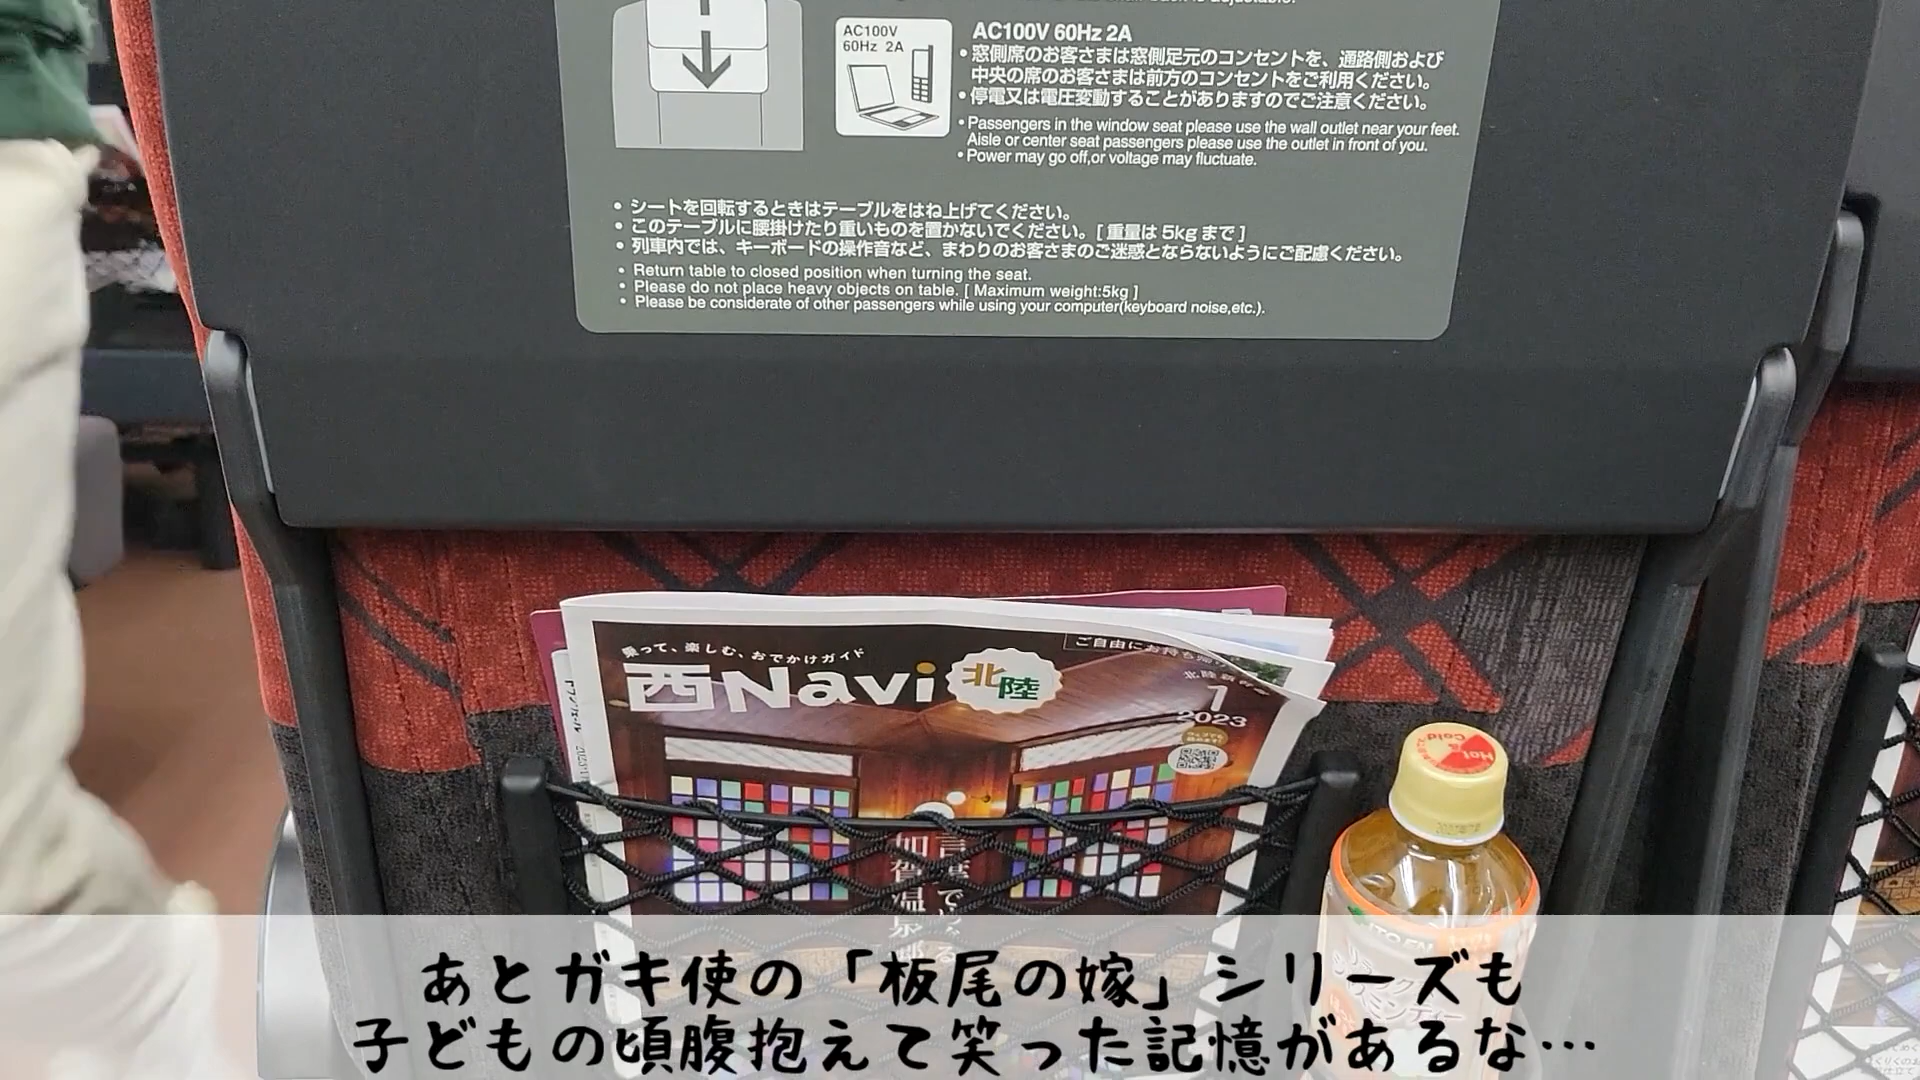 AC100V
60Hz 2A
AC100V 60Hz 2A
・窓側席のお客さまは窓側足元のコンセントを、通路側および
中央の席のお客さまは前方のコンセントをご利用ください。
・停電又は電圧変動することがありますのでご注意ください。
・Passengers in the window seat please use the wall outlet near your feet.
Aisle or center seat passengers please use the outlet in front of you.
・Power may go off,or voltage may fluctuate.
・シートを回転するときはテーブルをはね上げてください。
・このテーブルに腰掛けたり重いものを置かないでください。[重量は5kgまで]
・列車内では、キーボードの操作音など、まわりのお客さまのご迷惑とならないようにご配慮ください。
・Return table to closed position when turning the seat.
・Please do not place heavy objects on table. [ Maximum weight:5kg ]
・Please be considerate of other passengers while using your computer(keyboard noise,etc.).
乗って、楽しむ、おでかけガイド
ご自由にお持ち
西Navi北陸
1
2023
Hot
&
Cold
加賀温泉郷
ITO EN
あとガキ使の「板尾の嫁」シリーズも
子どもの頃腹抱えて笑った記憶があるな…